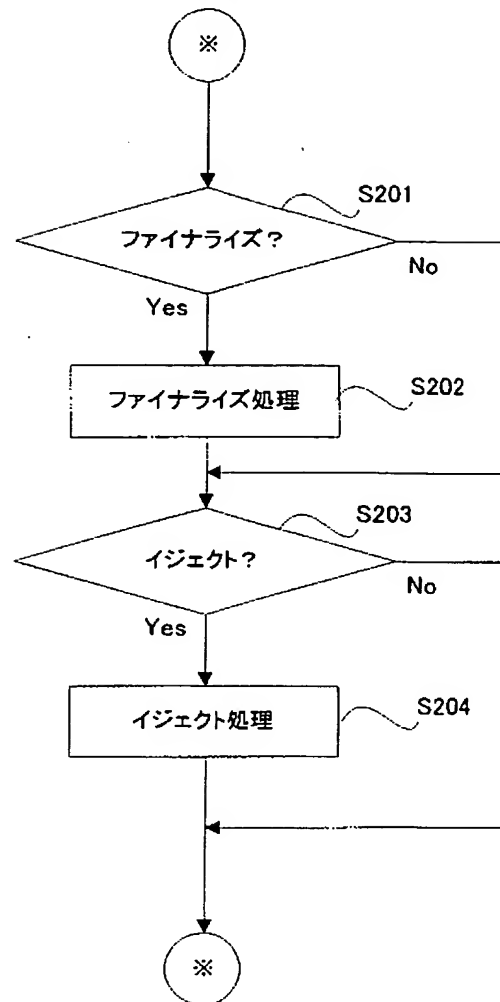 ※
S201
ファイナライズ？
No
Yes
S202
ファイナライズ処理
S203
イジェクト？
No
Yes
S204
イジェクト処理
※